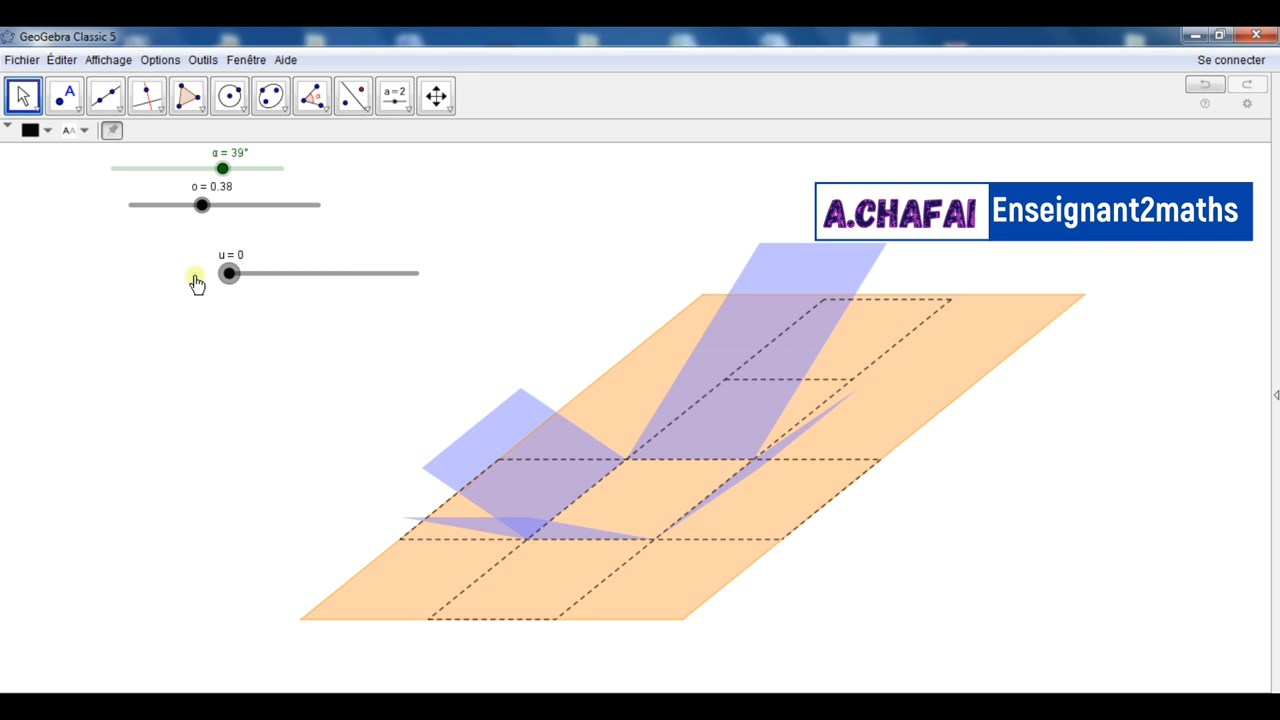 GeoGebra Classic 5
Fichier Éditer Affichage Options Outils Fenêtre Aide
Se connecter
A
a = 2
AA
α = 39°
o = 0.38
A.CHAFAI Enseignant2maths
u = 0